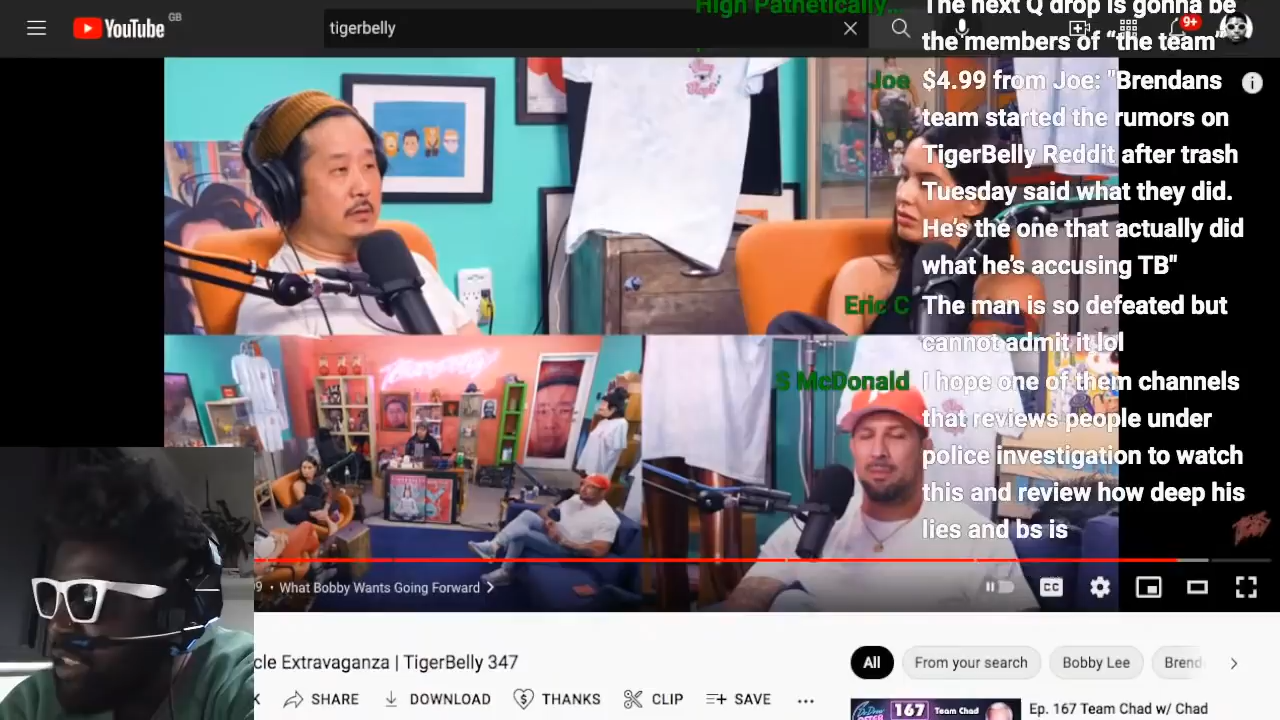 YouTube GB
tigerbelly
9+
High Pathetically...
The next Q drop is gonna be
the members of “the team”
Joe $4.99 from Joe: "Brendans
team started the rumors on
TigerBelly Reddit after trash
Tuesday said what they did.
He’s the one that actually did
what he’s accusing TB"
Eric C The man is so defeated but
cannot admit it lol
S McDonald I hope one of them channels
that reviews people under
police investigation to watch
this and review how deep his
lies and bs is
• What Bobby Wants Going Forward
CC
cle Extravaganza | TigerBelly 347
SHARE
DOWNLOAD
THANKS
CLIP
SAVE
All
From your search
Bobby Lee
Brend
167 Team Chad
Ep. 167 Team Chad w/ Chad